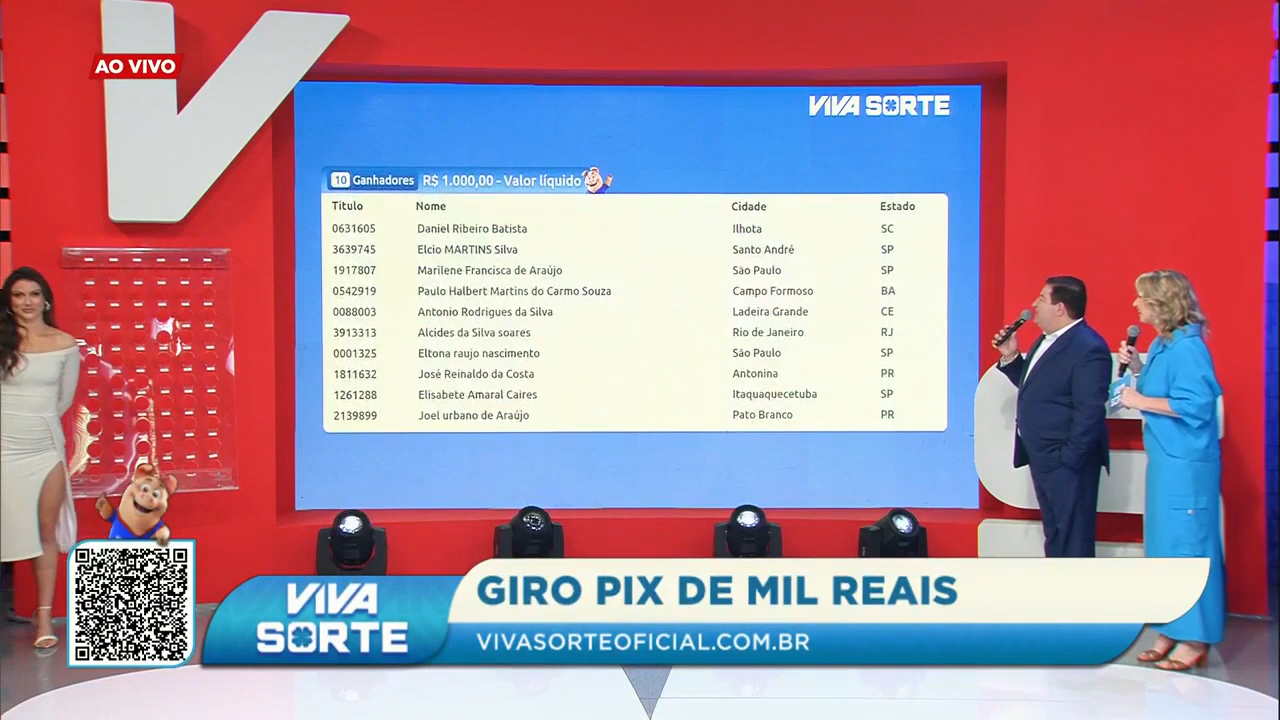 AO VIVO
VIVA SORTE
10 Ganhadores R$ 1.000,00 - Valor líquido
Título Nome Cidade Estado
0631605 Daniel Ribeiro Batista Ilhota SC
3639745 Elcio MARTINS Silva Santo André SP
1917807 Marilene Francisca de Araújo São Paulo SP
0542919 Paulo Halbert Martins do Carmo Souza Campo Formoso BA
0088003 Antonio Rodrigues da Silva Ladeira Grande CE
3913313 Alcides da Silva soares Rio de Janeiro RJ
0001325 Eltona raujo nascimento São Paulo SP
1811632 José Reinaldo da Costa Antonina PR
1261288 Elisabete Amaral Caires Itaquaquecetuba SP
2139899 Joel urbano de Araújo Pato Branco PR
VIVA
SORTE
GIRO PIX DE MIL REAIS
VIVASORTEOFICIAL.COM.BR